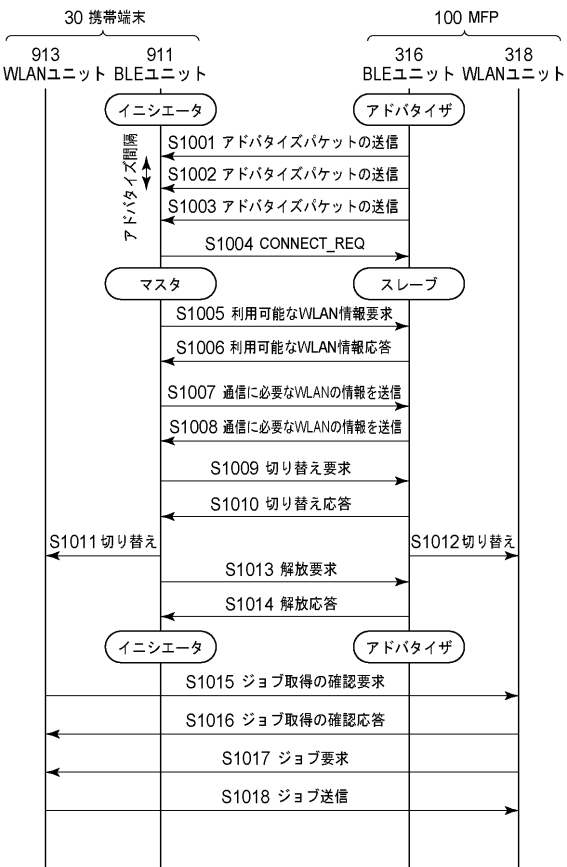 30 携帯端末
100 MFP
913
911
316
318
WLANユニット
BLEユニット
BLEユニット
WLANユニット
イニシエータ
アドバタイザ
アドバタイズ間隔
S1001 アドバタイズパケットの送信
S1002 アドバタイズパケットの送信
S1003 アドバタイズパケットの送信
S1004 CONNECT_REQ
マスタ
スレーブ
S1005 利用可能なWLAN情報要求
S1006 利用可能なWLAN情報応答
S1007 通信に必要なWLANの情報を送信
S1008 通信に必要なWLANの情報を送信
S1009 切り替え要求
S1010 切り替え応答
S1011切り替え
S1012切り替え
S1013 解放要求
S1014 解放応答
イニシエータ
アドバタイザ
S1015 ジョブ取得の確認要求
S1016 ジョブ取得の確認応答
S1017 ジョブ要求
S1018 ジョブ送信